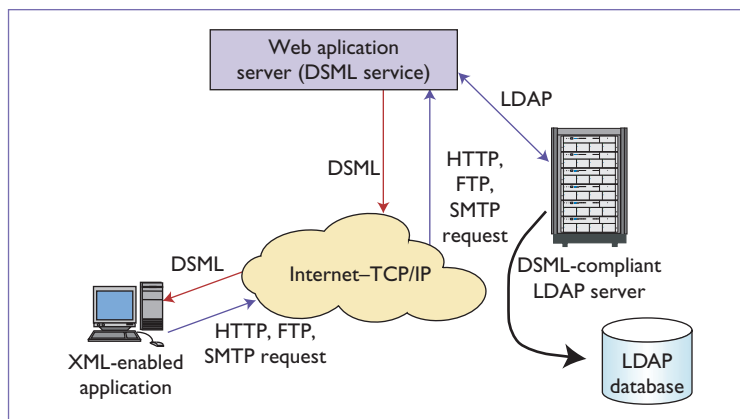 Web aplication
server (DSML service)
LDAP
DSML
HTTP,
FTP,
SMTP
request
DSML
Internet–TCP/IP
HTTP, FTP,
SMTP request
XML-enabled
application
DSML-compliant
LDAP server
LDAP
database